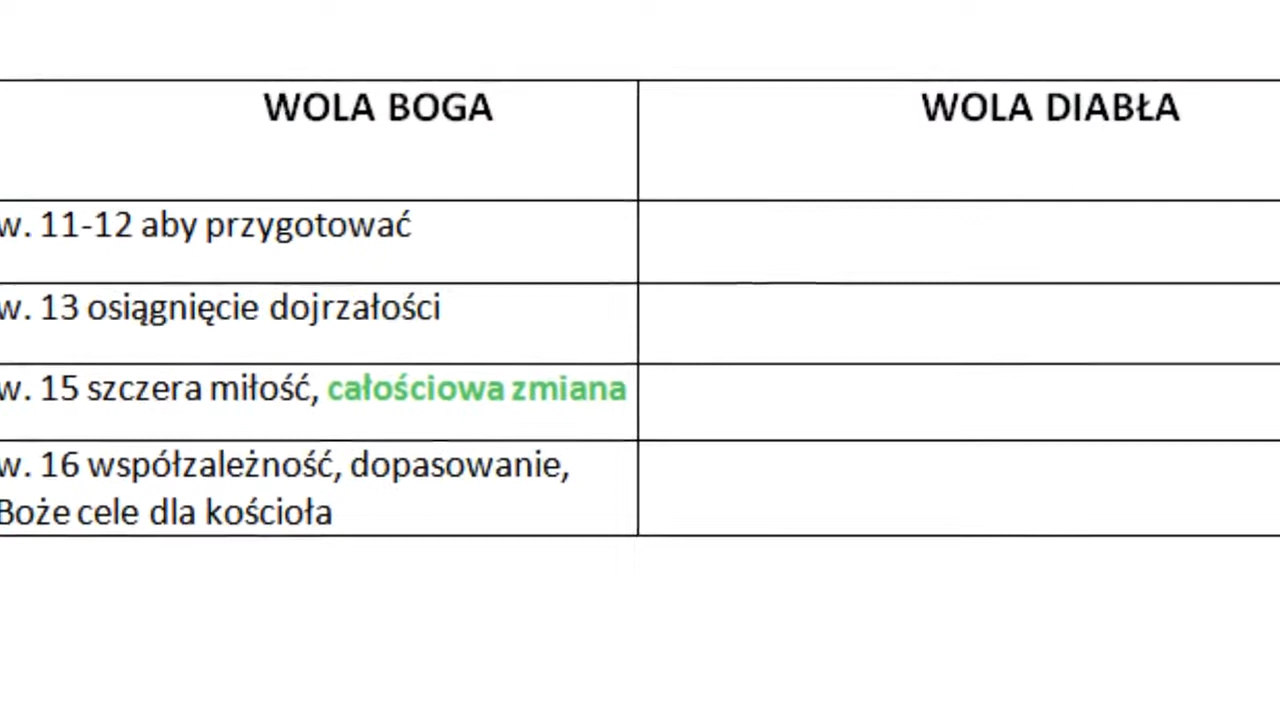 WOLA BOGA WOLA DIABŁA
w. 11-12 aby przygotować
w. 13 osiągnięcie dojrzałości
w. 15 szczera miłość, całościowa zmiana
w. 16 współzależność, dopasowanie,
Boże cele dla kościoła